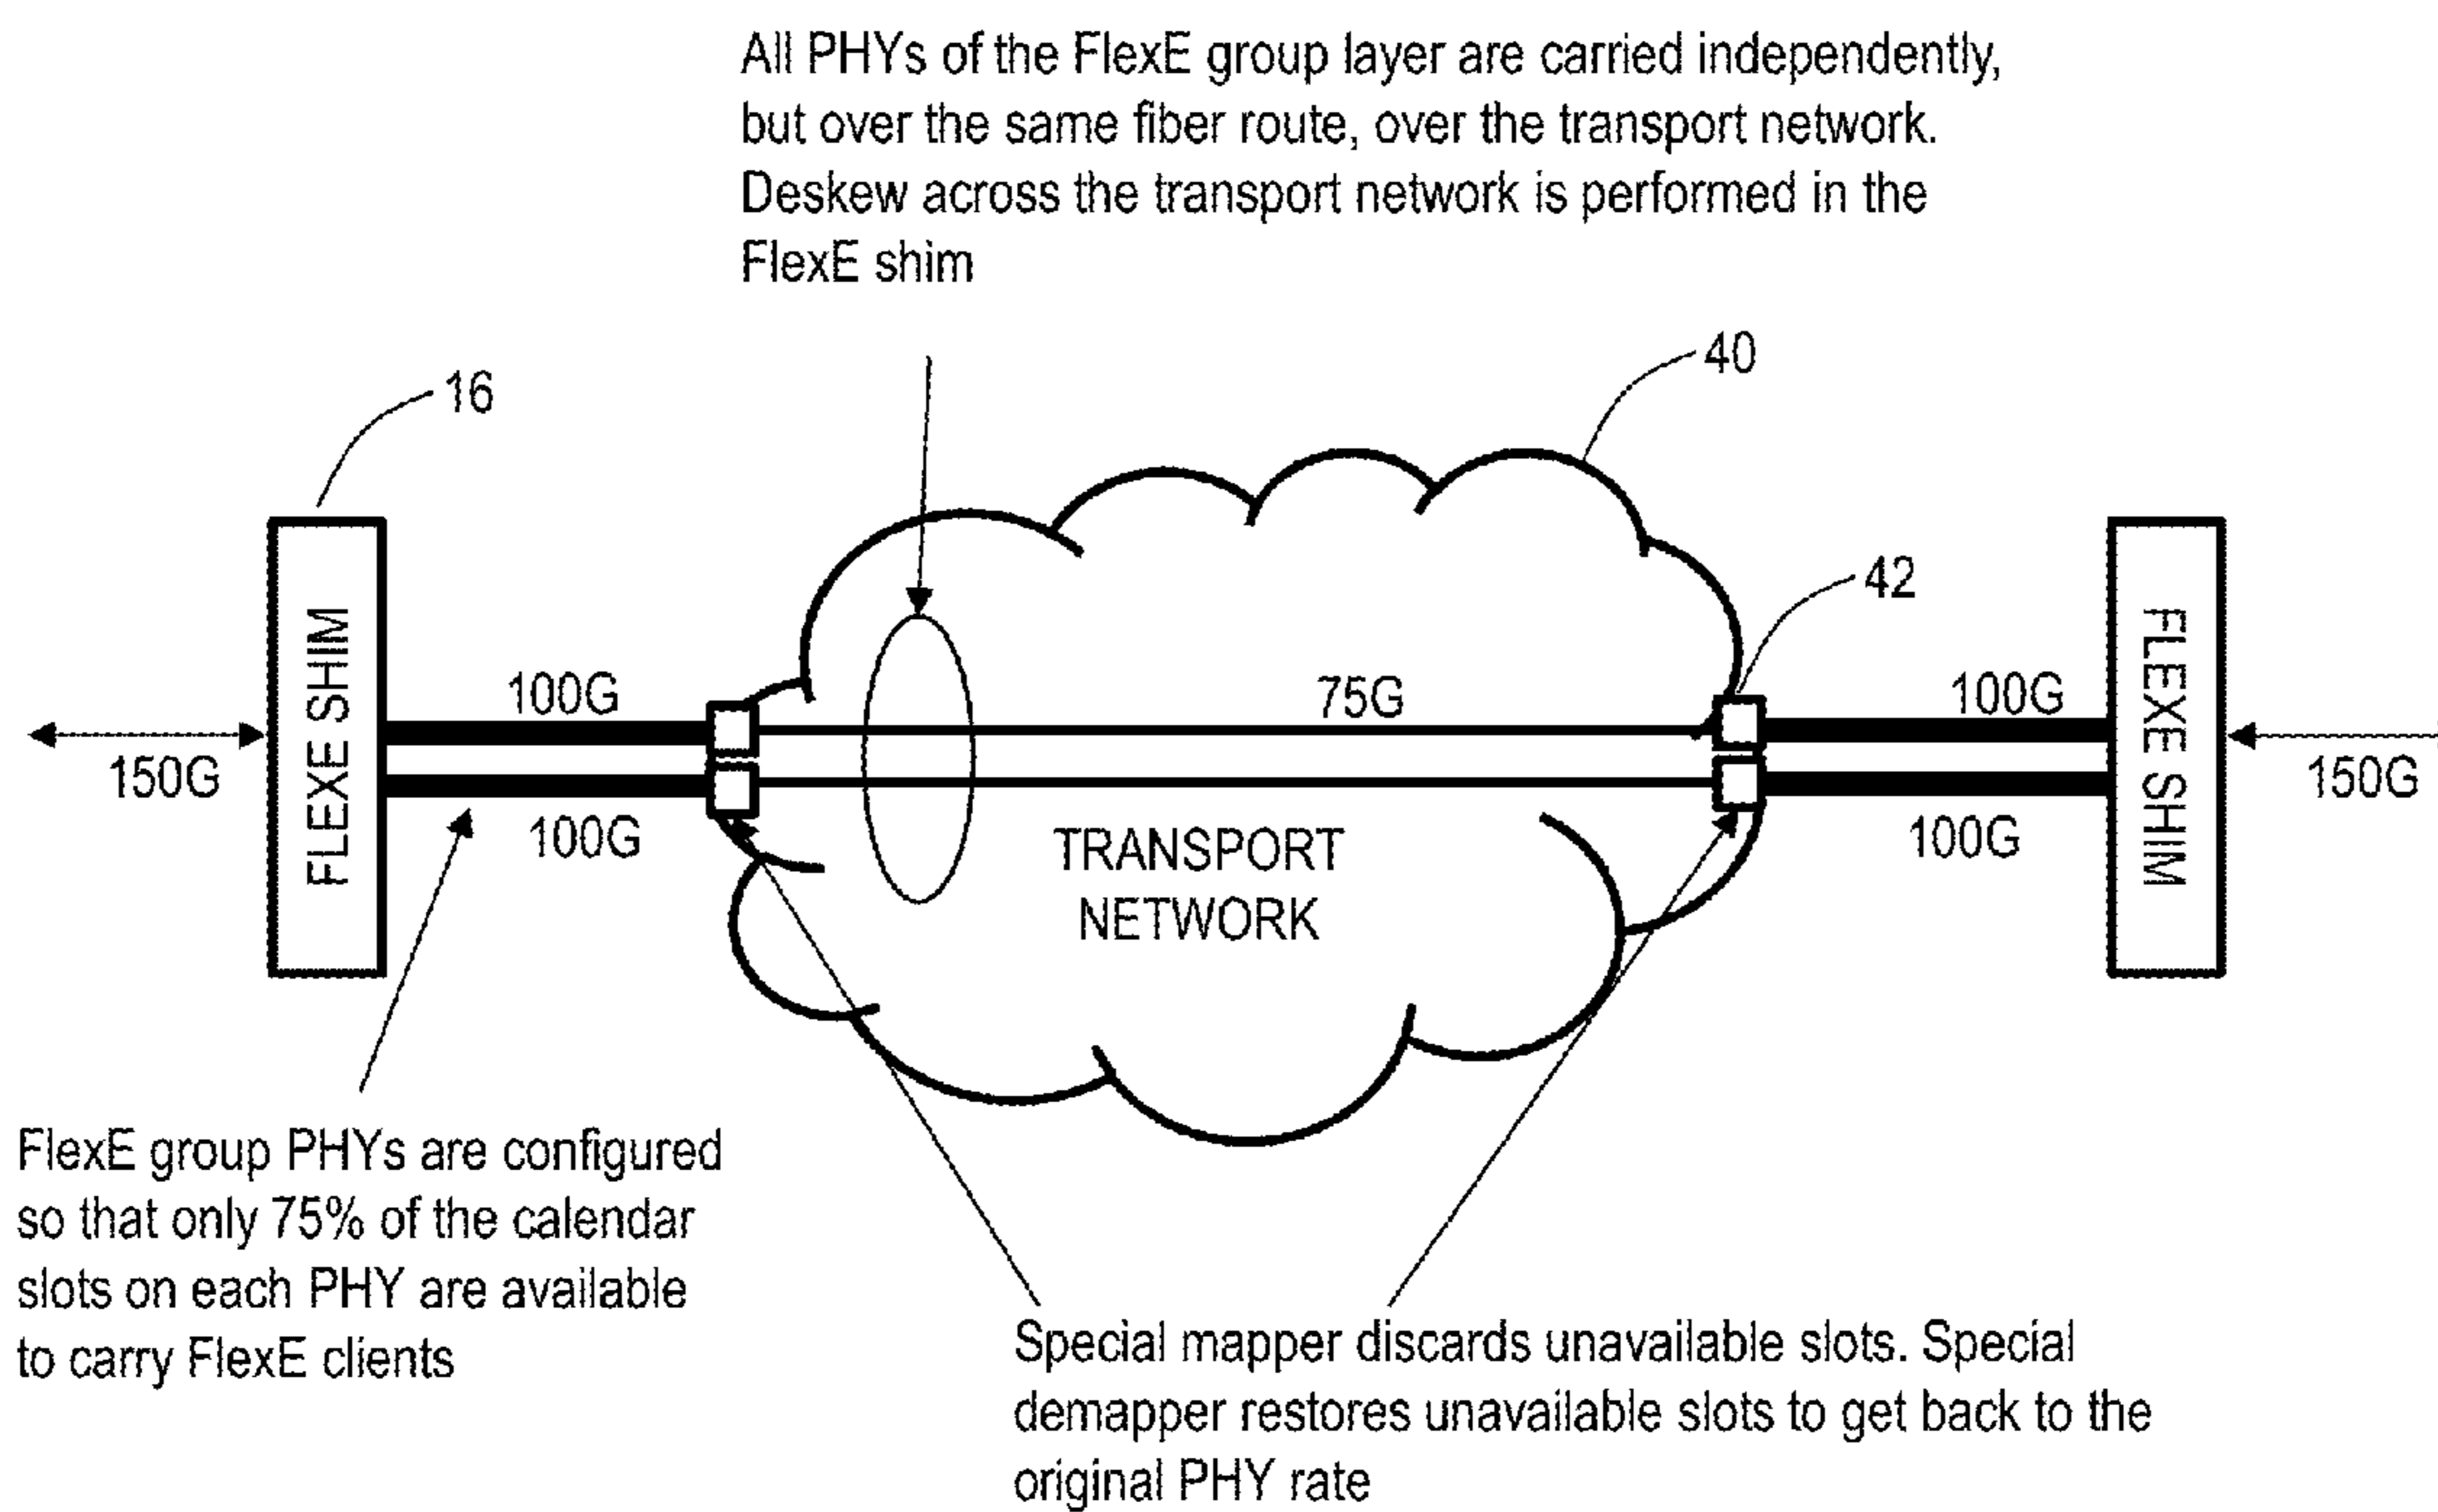 All PHYs of the FlexE group layer are carried independently,
but over the same fiber route, over the transport network.
Deskew across the transport network is performed in the
FlexE shim
40
16
42
FLEXE SHIM
FLEXE SHIM
100G
75G
100G
150G
150G
100G
100G
TRANSPORT
NETWORK
FlexE group PHYs are configured
so that only 75% of the calendar
slots on each PHY are available
to carry FlexE clients
Special mapper discards unavailable slots. Special
demapper restores unavailable slots to get back to the
original PHY rate